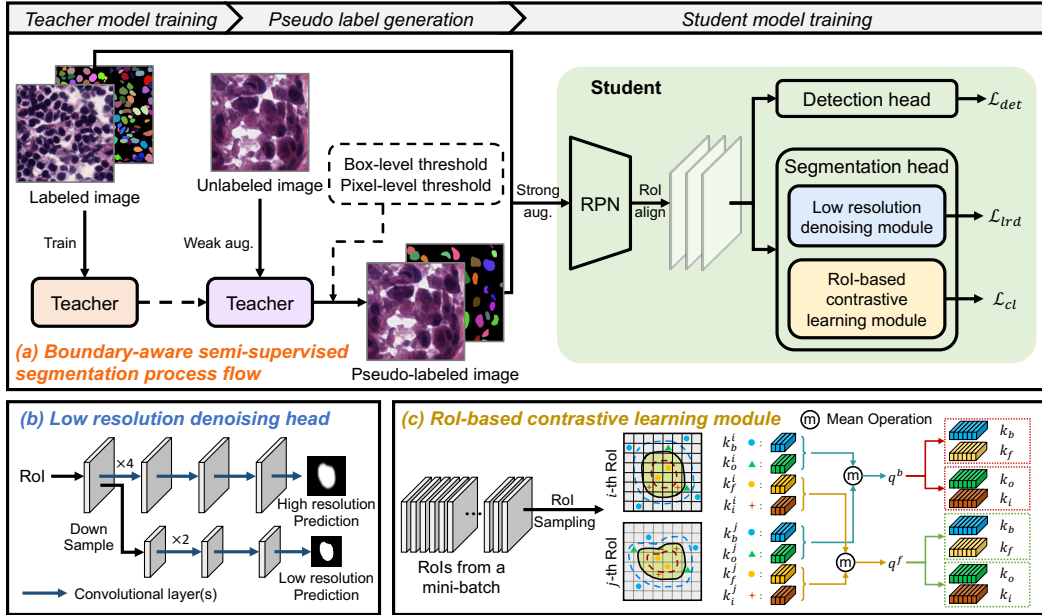 Teacher model training
Pseudo label generation
Student model training
Labeled image
Unlabeled image
Train
Weak aug.
Teacher
Teacher
Box-level threshold
Pixel-level threshold
Pseudo-labeled image
Strong
aug.
Student
RPN
RoI
align
Detection head
Segmentation head
Low resolution
denoising module
RoI-based
contrastive
learning module
ℒ_det
ℒ_lrd
ℒ_cl
(a) Boundary-aware semi-supervised
segmentation process flow
(b) Low resolution denoising head
RoI
×4
High resolution
Prediction
Down
Sample
×2
Low resolution
Prediction
Convolutional layer(s)
(c) RoI-based contrastive learning module
RoIs from a
mini-batch
...
RoI
Sampling
i-th RoI
j-th RoI
k_b^i :
k_o^i :
k_f^i :
k_i^i :
k_b^j :
k_o^j :
k_f^j :
k_i^j :
m Mean Operation
m
m
q^b
q^f
k_b
k_f
k_o
k_i
k_b
k_f
k_o
k_i